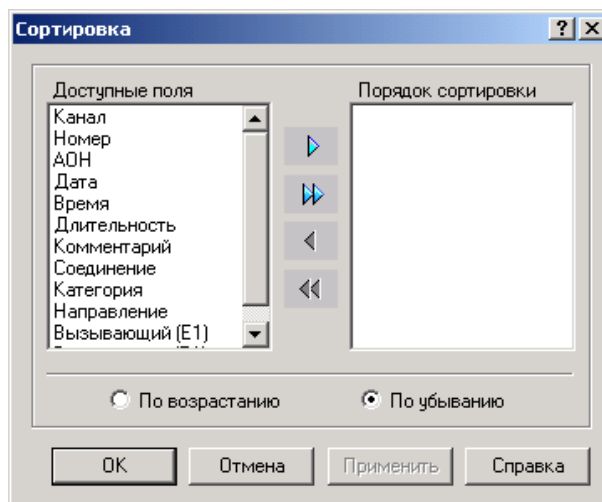 Сортировка
Доступные поля
Порядок сортировки
Канал
Номер
АОН
Дата
Время
Длительность
Комментарий
Соединение
Категория
Направление
Вызывающий (E1)
По возрастанию
По убыванию
OK
Отмена
Применить
Справка